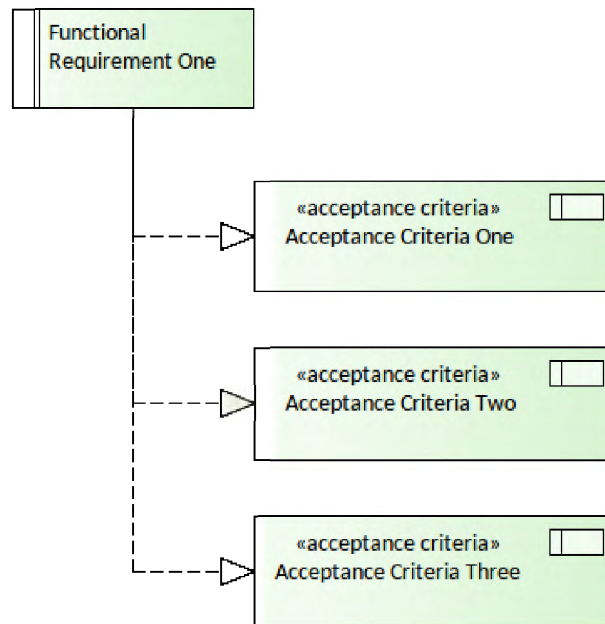 Functional
Requirement One
«acceptance criteria»
Acceptance Criteria One
«acceptance criteria»
Acceptance Criteria Two
«acceptance criteria»
Acceptance Criteria Three